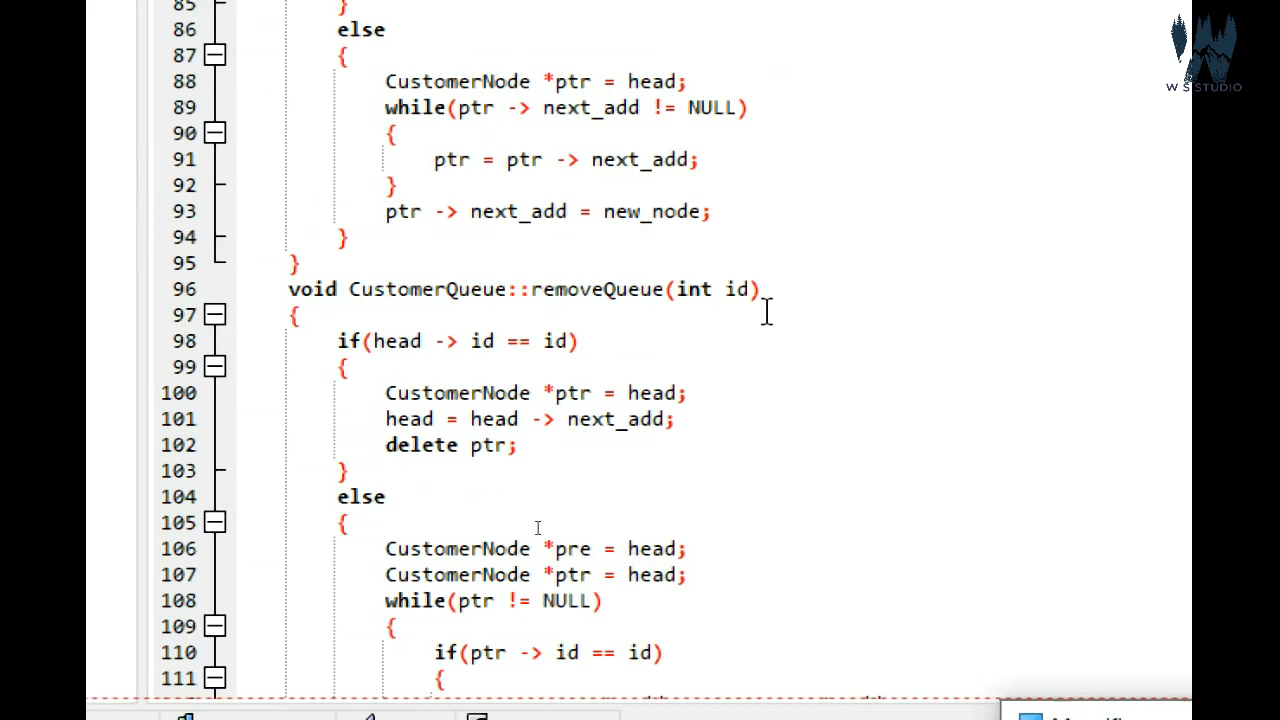 85 }
86 else
87 {
88 CustomerNode *ptr = head;
89 while(ptr -> next_add != NULL)
90 {
91 ptr = ptr -> next_add;
92 }
93 ptr -> next_add = new_node;
94 }
95 }
96 void CustomerQueue::removeQueue(int id)
97 {
98 if(head -> id == id)
99 {
100 CustomerNode *ptr = head;
101 head = head -> next_add;
102 delete ptr;
103 }
104 else
105 {
106 CustomerNode *pre = head;
107 CustomerNode *ptr = head;
108 while(ptr != NULL)
109 {
110 if(ptr -> id == id)
111 {
W S STUDIO